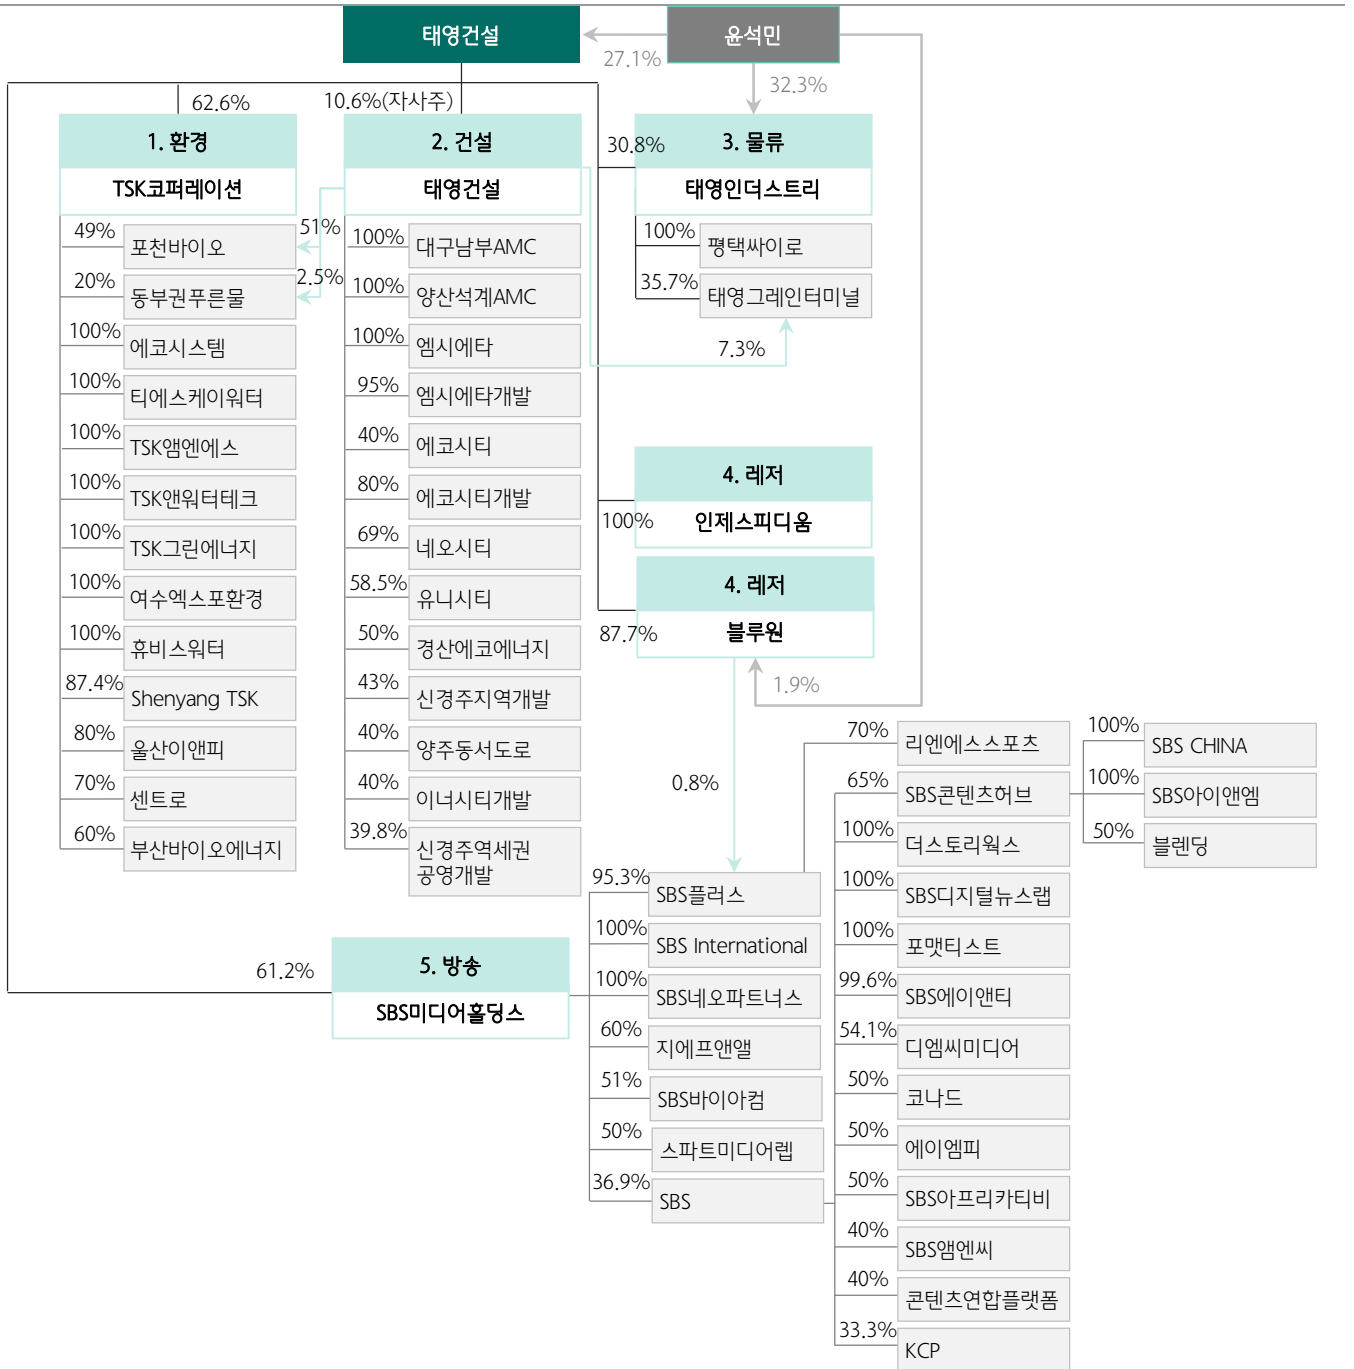 태영건설
윤석민
27.1%
32.3%
62.6%
10.6%(자사주)
1. 환경
TSK코퍼레이션
49%
포천바이오
51%
20%
동부권푸른물
2.5%
100%
에코시스템
100%
티에스케이워터
100%
TSK앰엔에스
100%
TSK앤워터테크
100%
TSK그린에너지
100%
여수엑스포환경
100%
휴비스워터
87.4%
Shenyang TSK
80%
울산이앤피
70%
센트로
60%
부산바이오에너지
2. 건설
태영건설
100%
대구남부AMC
100%
양산석계AMC
100%
엠시에타
95%
엠시에타개발
40%
에코시티
80%
에코시티개발
69%
네오시티
58.5%
유니시티
50%
경산에코에너지
43%
신경주지역개발
40%
양주동서도로
40%
이너시티개발
39.8%
신경주역세권
공영개발
30.8%
3. 물류
태영인더스트리
100%
평택싸이로
35.7%
태영그레인터미널
7.3%
4. 레저
100%
인제스피디움
4. 레저
87.7%
블루원
1.9%
0.8%
61.2%
5. 방송
SBS미디어홀딩스
95.3%
SBS플러스
100%
SBS International
100%
SBS네오파트너스
60%
지에프앤앨
51%
SBS바이아컴
50%
스파트미디어렙
36.9%
SBS
70%
리엔에스스포츠
65%
SBS콘텐츠허브
100%
더스토리웍스
100%
SBS디지털뉴스랩
100%
포맷티스트
99.6%
SBS에이앤티
54.1%
디엠씨미디어
50%
코나드
50%
에이엠피
50%
SBS아프리카티비
40%
SBS앰엔씨
40%
콘텐츠연합플랫폼
33.3%
KCP
100%
SBS CHINA
100%
SBS아이앤엠
50%
블렌딩